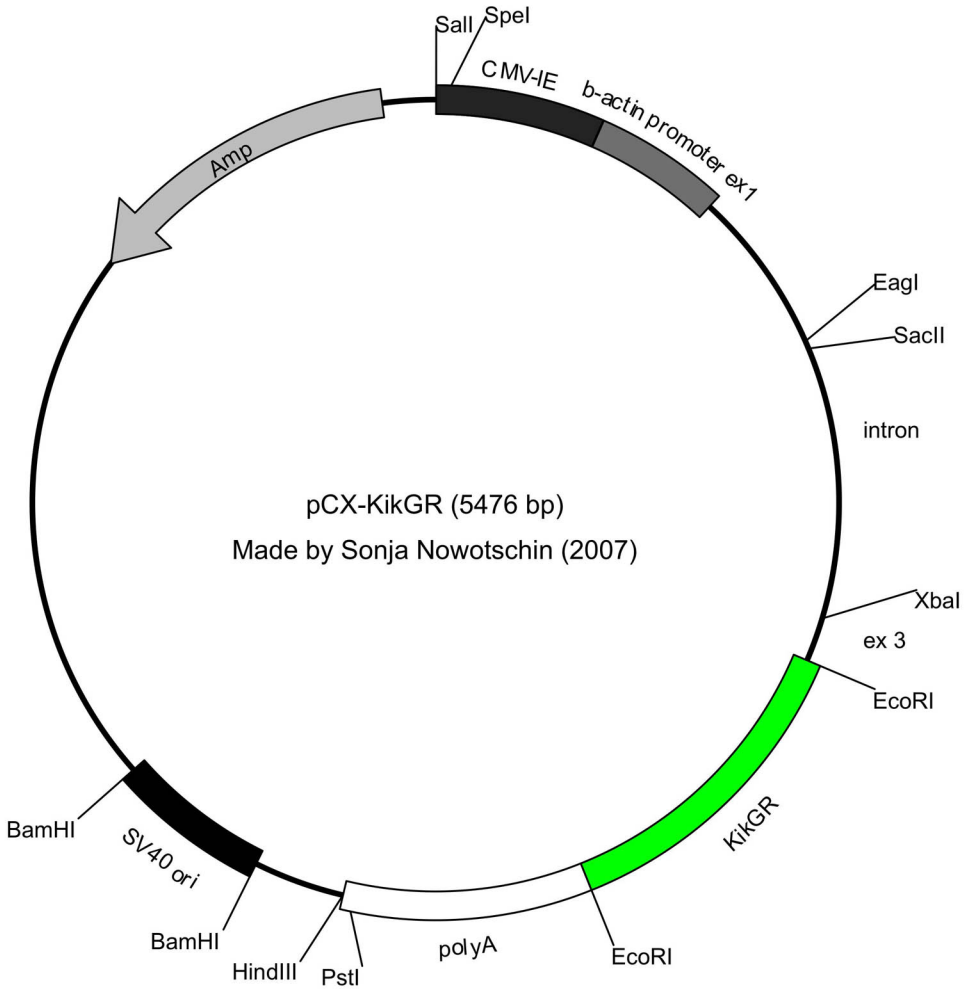 SalI
SpeI
CMV-IE
b-actin promoter ex1
Amp
EagI
SacII
intron
pCX-KikGR (5476 bp)
Made by Sonja Nowotschin (2007)
XbaI
ex 3
EcoRI
KikGR
BamHI
SV40 ori
BamHI
polyA
EcoRI
HindIII
PstI